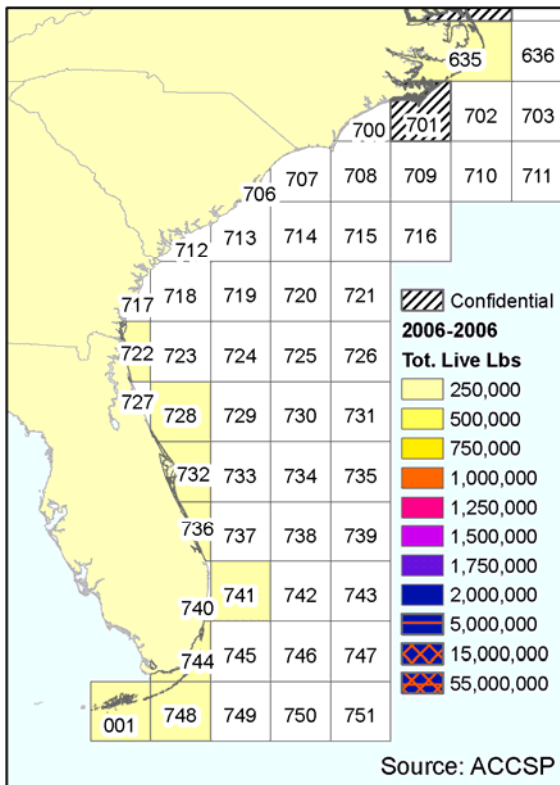 635 636
700 701 702 703
706 707 708 709 710 711
712 713 714 715 716
717 718 719 720 721
722 723 724 725 726
727 728 729 730 731
732 733 734 735
736 737 738 739
740 741 742 743
744 745 746 747
001 748 749 750 751
Confidential
2006-2006
Tot. Live Lbs
250,000
500,000
750,000
1,000,000
1,250,000
1,500,000
1,750,000
2,000,000
5,000,000
15,000,000
55,000,000
Source: ACCSP